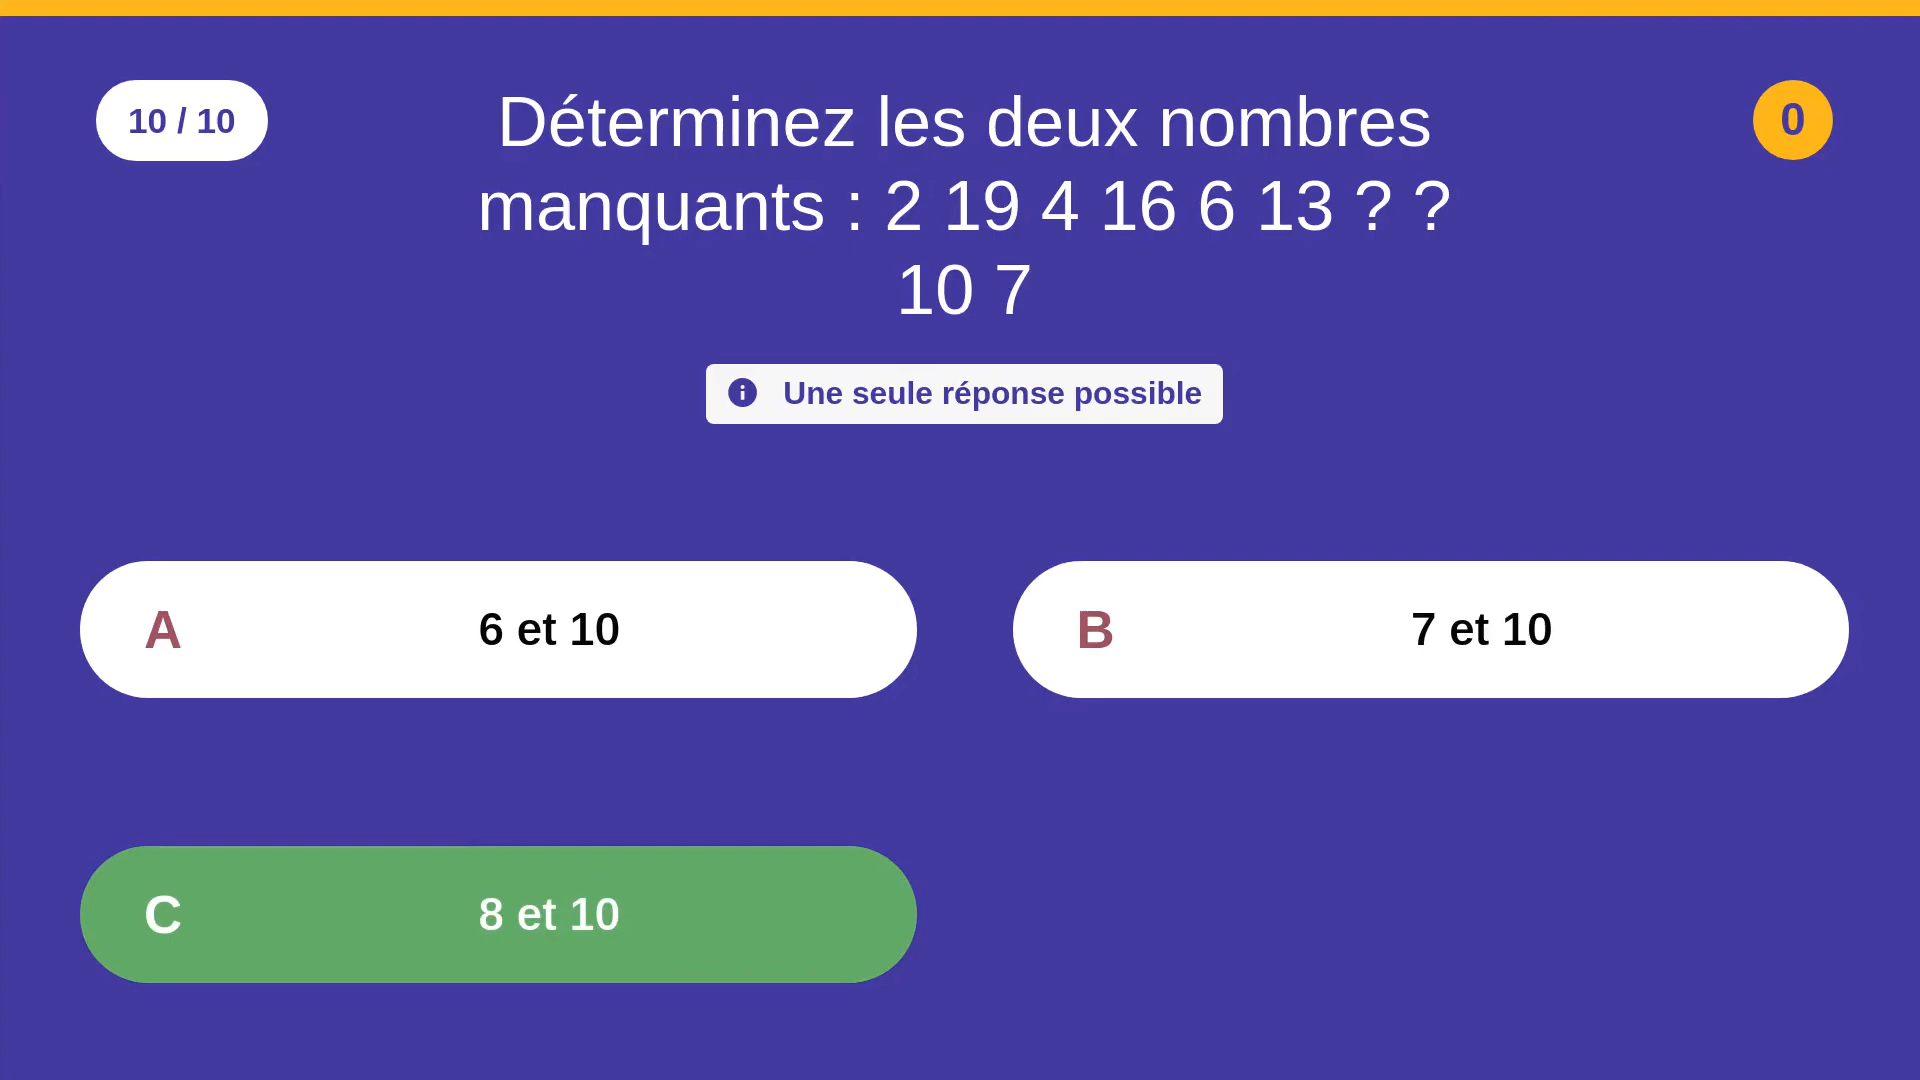 10 / 10
Déterminez les deux nombres
manquants : 2 19 4 16 6 13 ? ?
10 7
0
Une seule réponse possible
A 6 et 10
B 7 et 10
C 8 et 10